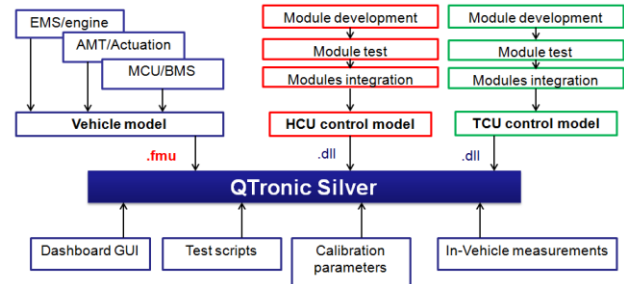 EMS/engine
AMT/Actuation
MCU/BMS
Vehicle model
.fmu
Module development
Module test
Modules integration
HCU control model
.dll
Module development
Module test
Modules integration
TCU control model
.dll
QTronic Silver
Dashboard GUI
Test scripts
Calibration
parameters
In-Vehicle measurements